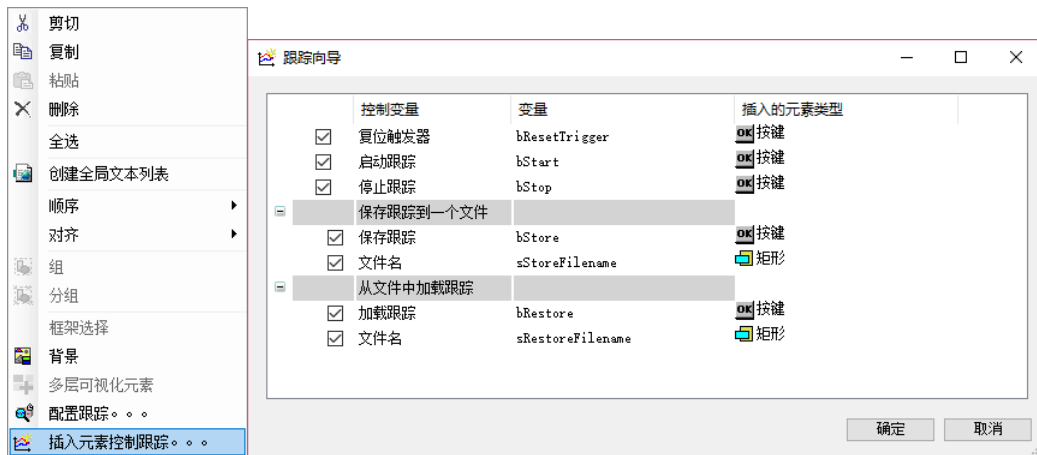 剪切
复制
粘贴
删除
全选
创建全局文本列表
顺序
对齐
组
分组
框架选择
背景
多层可视化元素
配置跟踪。。。
插入元素控制跟踪。。。
跟踪向导
控制变量 变量 插入的元素类型
复位触发器 bResetTrigger OK 按键
启动跟踪 bStart OK 按键
停止跟踪 bStop OK 按键
保存跟踪到一个文件
保存跟踪 bStore OK 按键
文件名 sStoreFilename 矩形
从文件中加载跟踪
加载跟踪 bRestore OK 按键
文件名 sRestoreFilename 矩形
确定 取消